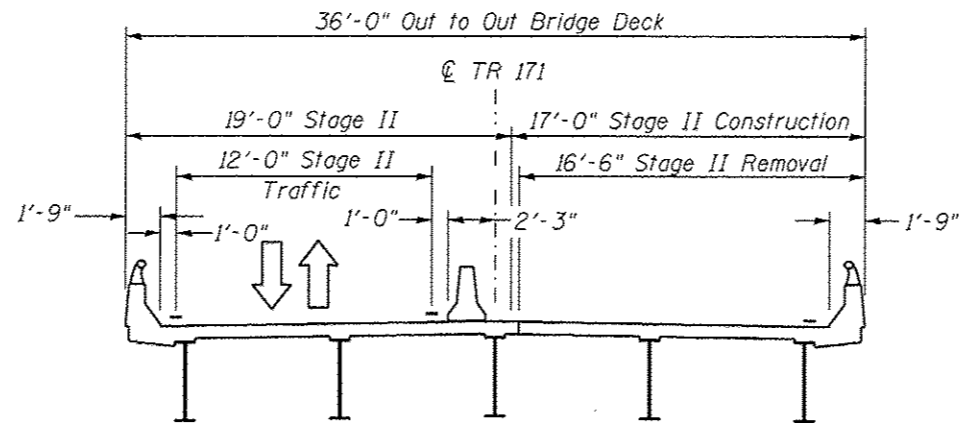 36'-0" Out to Out Bridge Deck
℄ TR 171
19'-0" Stage II
17'-0" Stage II Construction
12'-0" Stage II
Traffic
16'-6" Stage II Removal
1'-9"
1'-0"
1'-0"
2'-3"
1'-9"